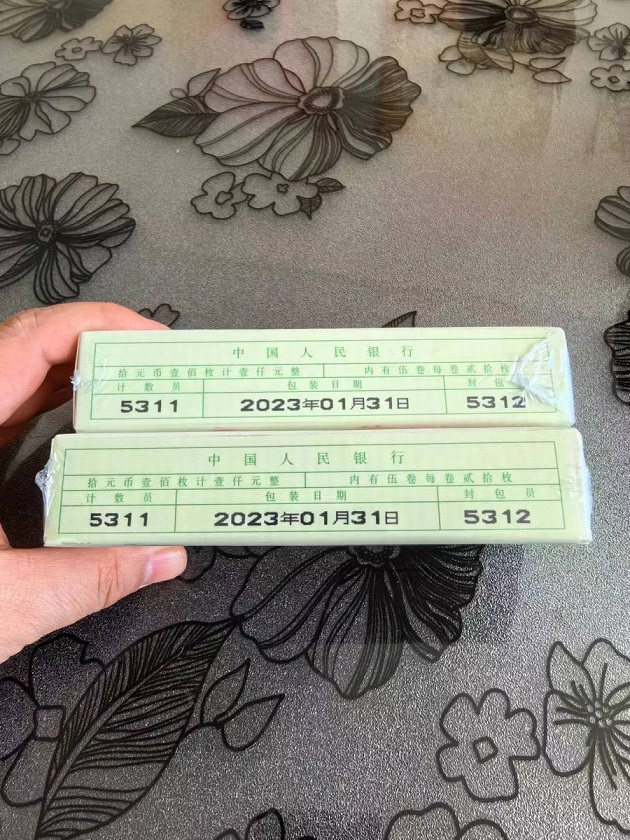 中国人民银行
拾元币壹佰枚计壹仟元整 内有伍卷每卷贰拾枚
计数员 包装日期 封包
5311 2023年01月31日 5312
中国人民银行
拾元币壹佰枚计壹仟元整 内有伍卷每卷贰拾枚
计数员 包装日期 封包员
5311 2023年01月31日 5312